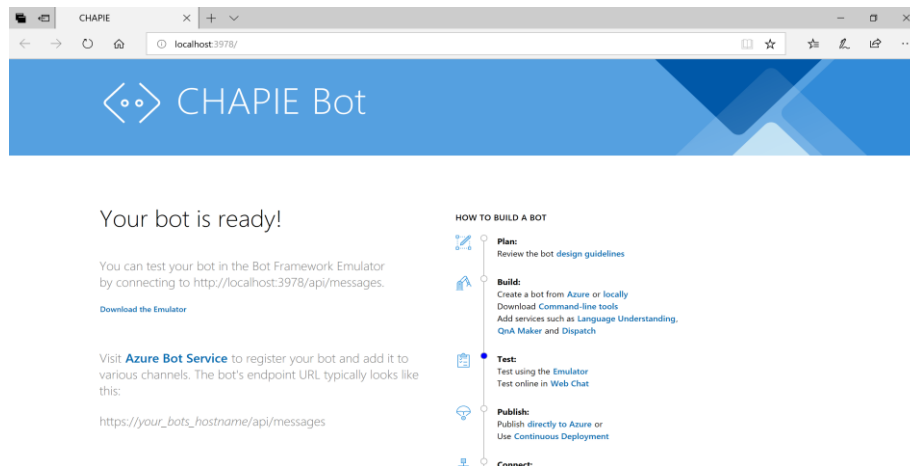 CHAPIE
localhost:3978/
CHAPIE Bot
Your bot is ready!
You can test your bot in the Bot Framework Emulator
by connecting to http://localhost:3978/api/messages.
Download the Emulator
Visit Azure Bot Service to register your bot and add it to
various channels. The bot's endpoint URL typically looks like
this:
https://your_bots_hostname/api/messages
HOW TO BUILD A BOT
Plan:
Review the bot design guidelines
Build:
Create a bot from Azure or locally
Download Command-line tools
Add services such as Language Understanding,
QnA Maker and Dispatch
Test:
Test using the Emulator
Test online in Web Chat
Publish:
Publish directly to Azure or
Use Continuous Deployment
Connect: